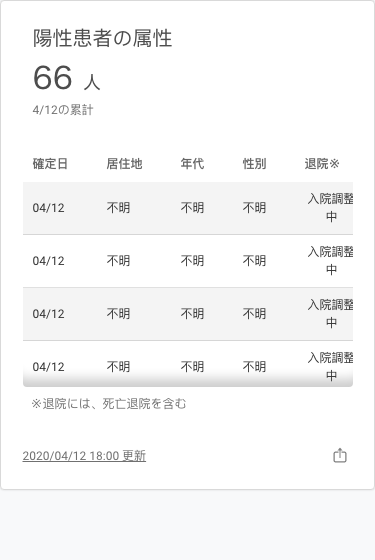 陽性患者の属性
66 人
4/12の累計
確定日 居住地 年代 性別 退院※
04/12 不明 不明 不明 入院調整
中
04/12 不明 不明 不明 入院調整
中
04/12 不明 不明 不明 入院調整
中
04/12 不明 不明 不明 入院調整
中
※退院には、死亡退院を含む
2020/04/12 18:00 更新